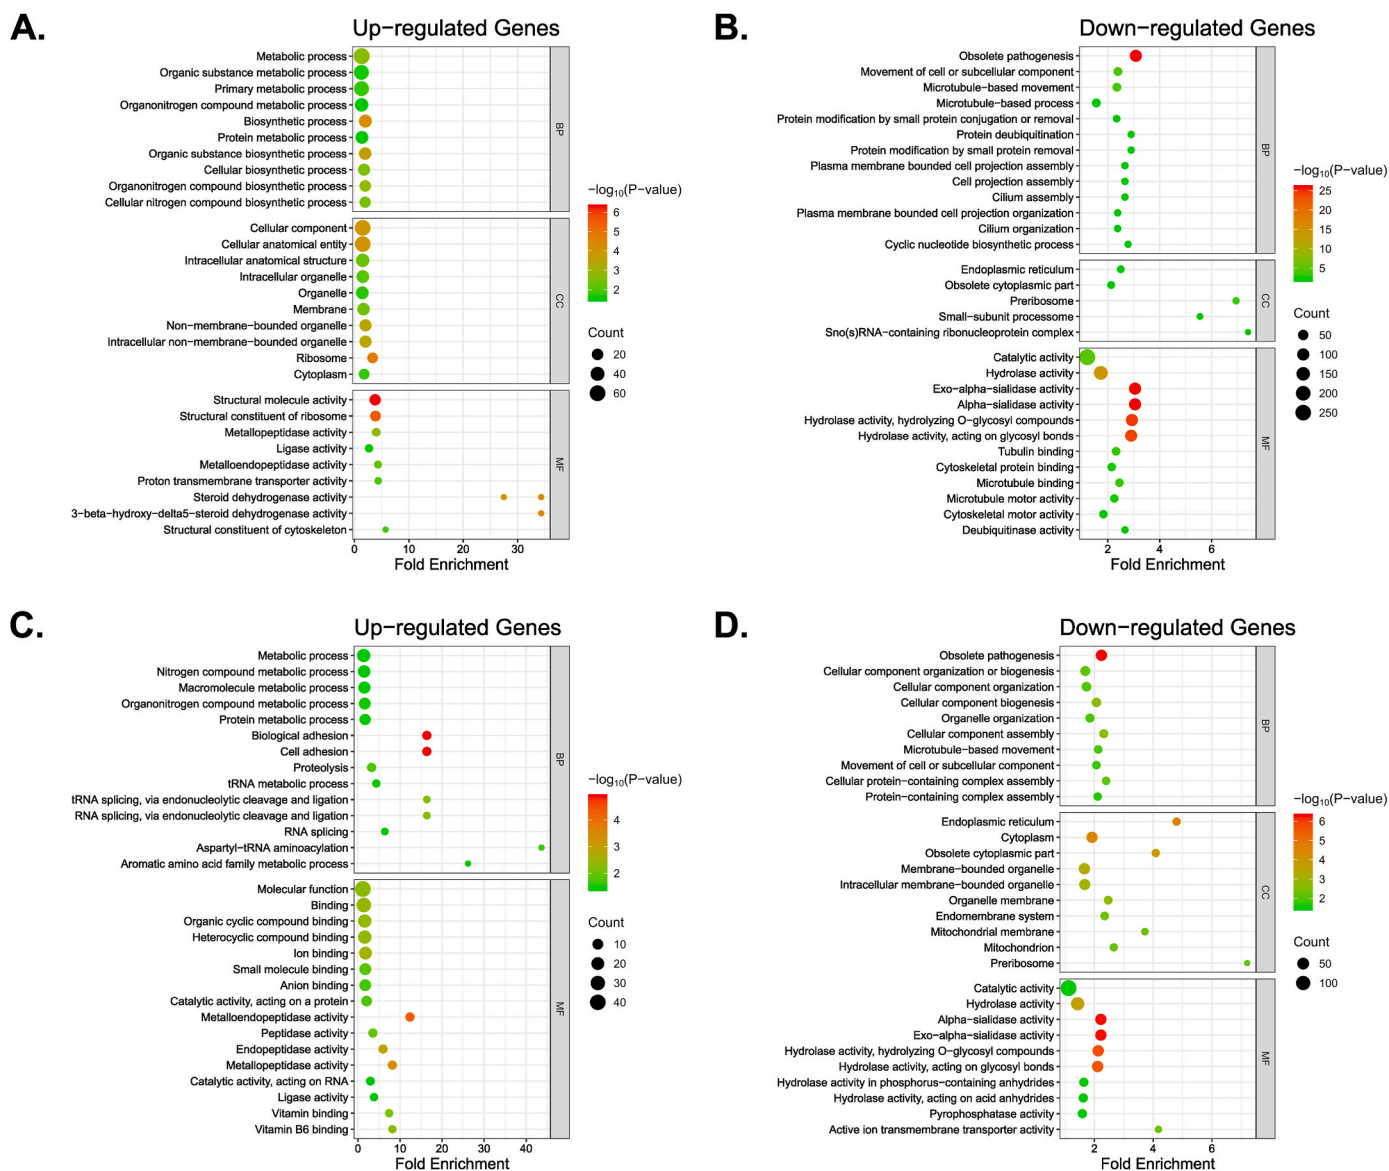 A.
Up-regulated Genes
Metabolic process
Organic substance metabolic process
Primary metabolic process
Organonitrogen compound metabolic process
Biosynthetic process
Protein metabolic process
Organic substance biosynthetic process
Cellular biosynthetic process
Organonitrogen compound biosynthetic process
Cellular nitrogen compound biosynthetic process
BP
Cellular component
Cellular anatomical entity
Intracellular anatomical structure
Intracellular organelle
Organelle
Membrane
Non-membrane-bounded organelle
Intracellular non-membrane-bounded organelle
Ribosome
Cytoplasm
CC
Structural molecule activity
Structural constituent of ribosome
Metallopeptidase activity
Ligase activity
Metalloendopeptidase activity
Proton transmembrane transporter activity
Steroid dehydrogenase activity
3-beta-hydroxy-delta5-steroid dehydrogenase activity
Structural constituent of cytoskeleton
MF
0 10 20 30
Fold Enrichment
−log10(P−value)
6
5
4
3
2
Count
20
40
60
B.
Down-regulated Genes
Obsolete pathogenesis
Movement of cell or subcellular component
Microtubule-based movement
Microtubule-based process
Protein modification by small protein conjugation or removal
Protein deubiquitination
Protein modification by small protein removal
Plasma membrane bounded cell projection assembly
Cell projection assembly
Cilium assembly
Plasma membrane bounded cell projection organization
Cilium organization
Cyclic nucleotide biosynthetic process
BP
Endoplasmic reticulum
Obsolete cytoplasmic part
Preribosome
Small-subunit processome
Sno(s)RNA-containing ribonucleoprotein complex
CC
Catalytic activity
Hydrolase activity
Exo-alpha-sialidase activity
Alpha-sialidase activity
Hydrolase activity, hydrolyzing O-glycosyl compounds
Hydrolase activity, acting on glycosyl bonds
Tubulin binding
Cytoskeletal protein binding
Microtubule binding
Microtubule motor activity
Cytoskeletal motor activity
Deubiquitinase activity
MF
2 4 6
Fold Enrichment
−log10(P−value)
25
20
15
10
5
Count
50
100
150
200
250
C.
Up-regulated Genes
Metabolic process
Nitrogen compound metabolic process
Macromolecule metabolic process
Organonitrogen compound metabolic process
Protein metabolic process
Biological adhesion
Cell adhesion
Proteolysis
tRNA metabolic process
tRNA splicing, via endonucleolytic cleavage and ligation
RNA splicing, via endonucleolytic cleavage and ligation
RNA splicing
Aspartyl-tRNA aminoacylation
Aromatic amino acid family metabolic process
BP
Molecular function
Binding
Organic cyclic compound binding
Heterocyclic compound binding
Ion binding
Small molecule binding
Anion binding
Catalytic activity, acting on a protein
Metalloendopeptidase activity
Peptidase activity
Endopeptidase activity
Metallopeptidase activity
Catalytic activity, acting on RNA
Ligase activity
Vitamin binding
Vitamin B6 binding
MF
0 10 20 30 40
Fold Enrichment
−log10(P−value)
4
3
2
Count
10
20
30
40
D.
Down-regulated Genes
Obsolete pathogenesis
Cellular component organization or biogenesis
Cellular component organization
Cellular component biogenesis
Organelle organization
Cellular component assembly
Microtubule-based movement
Movement of cell or subcellular component
Cellular protein-containing complex assembly
Protein-containing complex assembly
BP
Endoplasmic reticulum
Cytoplasm
Obsolete cytoplasmic part
Membrane-bounded organelle
Intracellular membrane-bounded organelle
Organelle membrane
Endomembrane system
Mitochondrial membrane
Mitochondrion
Preribosome
CC
Catalytic activity
Hydrolase activity
Alpha-sialidase activity
Exo-alpha-sialidase activity
Hydrolase activity, hydrolyzing O-glycosyl compounds
Hydrolase activity, acting on glycosyl bonds
Hydrolase activity in phosphorus-containing anhydrides
Hydrolase activity, acting on acid anhydrides
Pyrophosphatase activity
Active ion transmembrane transporter activity
MF
2 4 6
Fold Enrichment
−log10(P−value)
6
5
4
3
2
Count
50
100